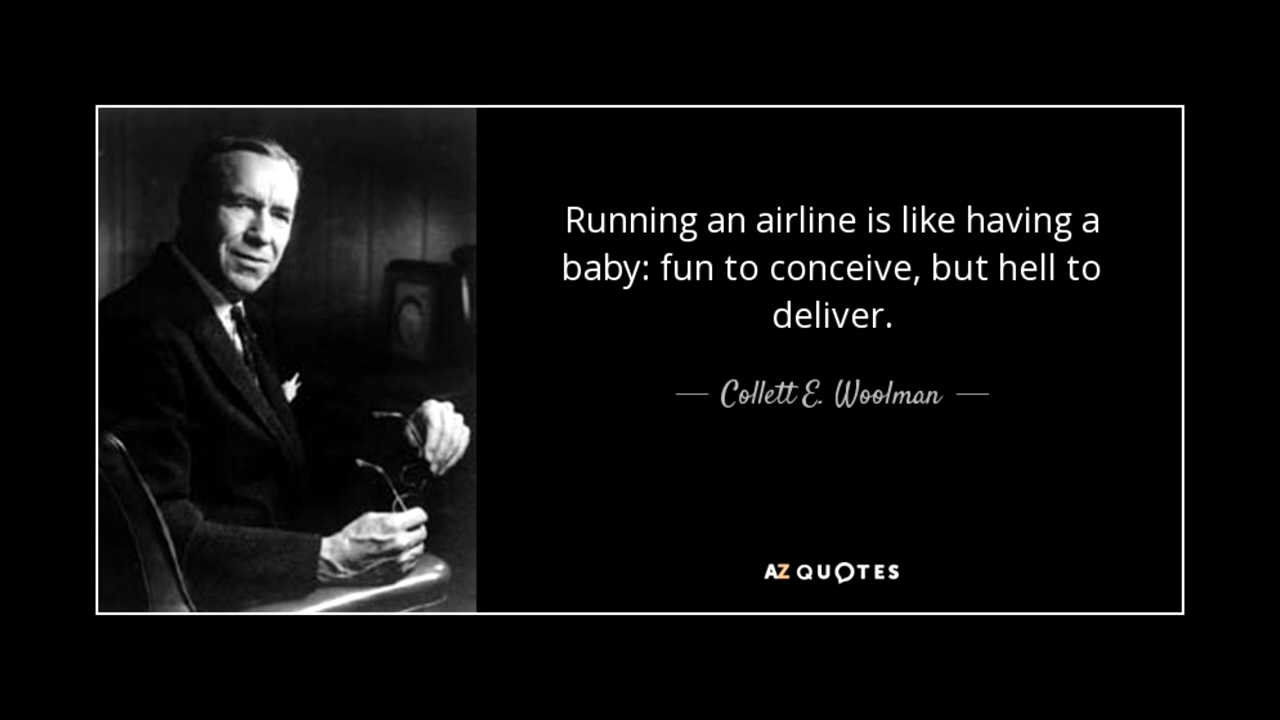 Running an airline is like having a
baby: fun to conceive, but hell to
deliver.
Collett E. Woolman
AZ QUOTES